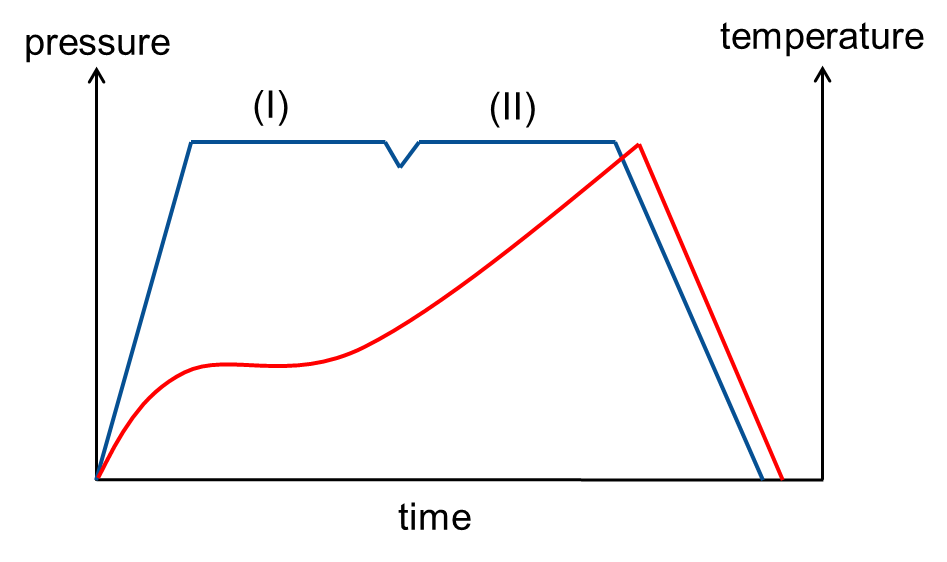 pressure
temperature
(I)
(II)
time